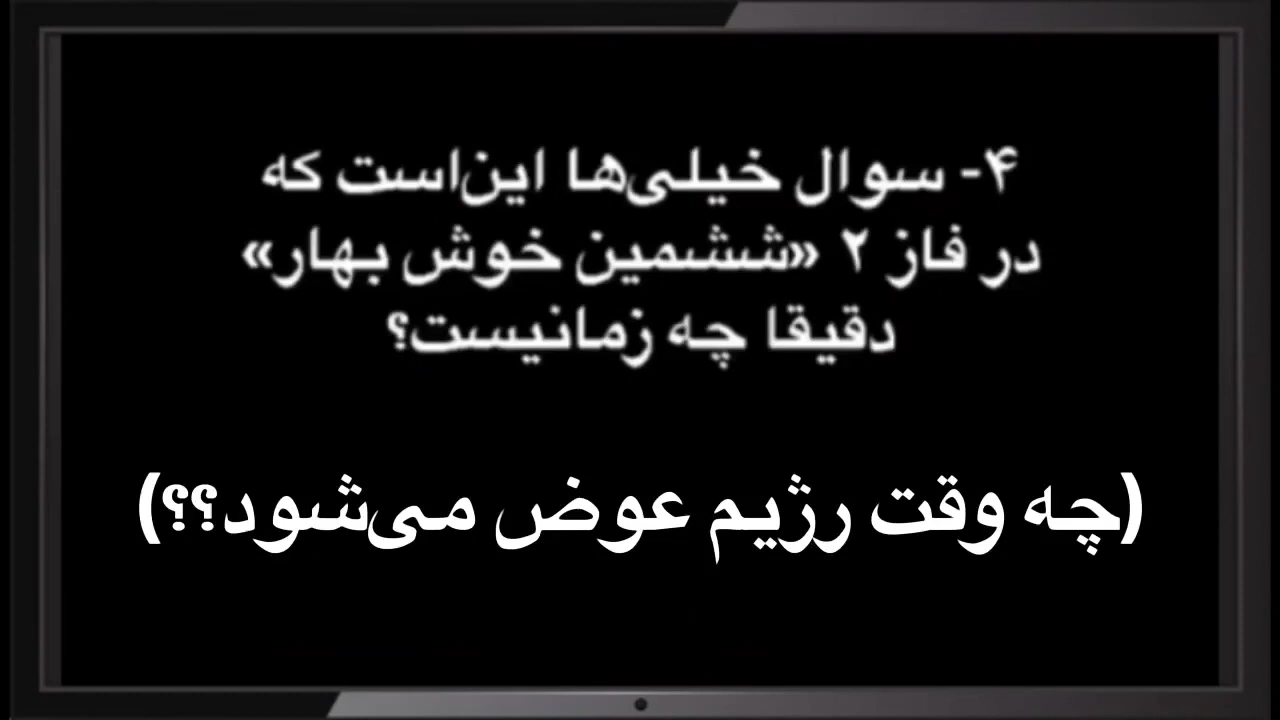 ۴- سوال خیلی‌ها این‌است که
در فاز ۲ «ششمین خوش بهار»
دقیقا چه زمانیست؟
(چه وقت رژیم عوض می‌شود؟؟)